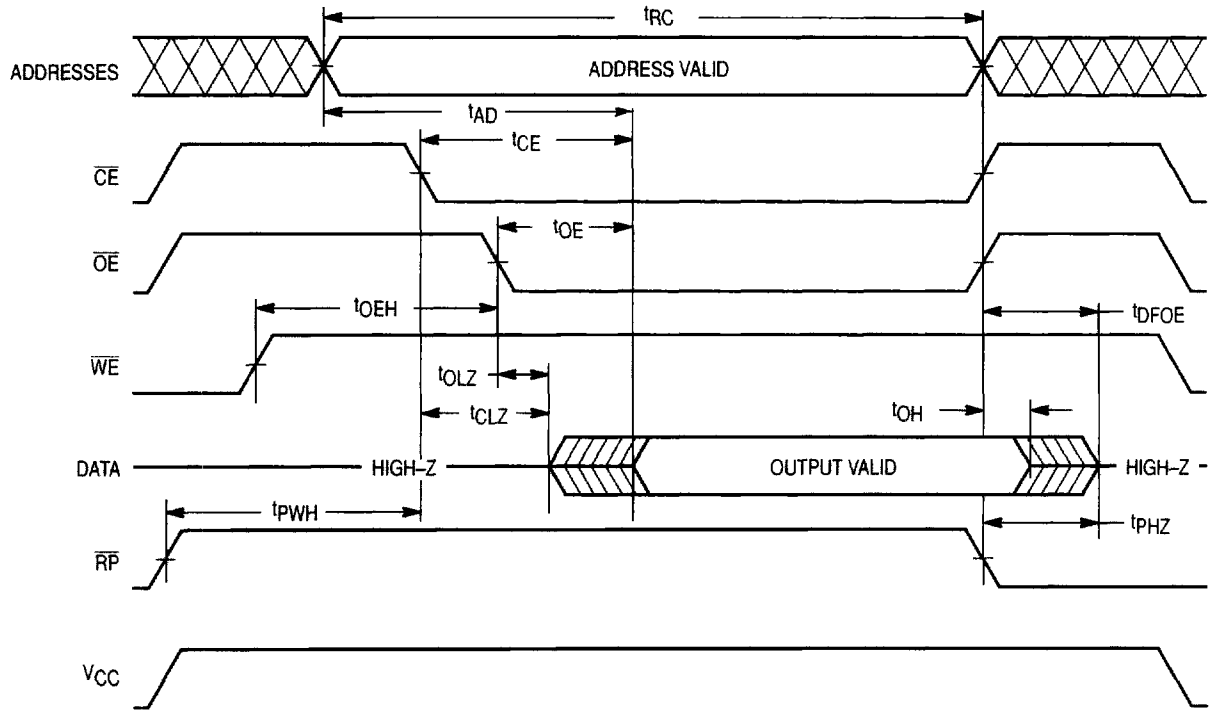 tRC
ADDRESSES
ADDRESS VALID
tAD
tCE
CE
tOE
OE
tOEH
tDFOE
WE
tOLZ
tCLZ
tOH
DATA
HIGH–Z
OUTPUT VALID
HIGH–Z
tPWH
tPHZ
RP
VCC